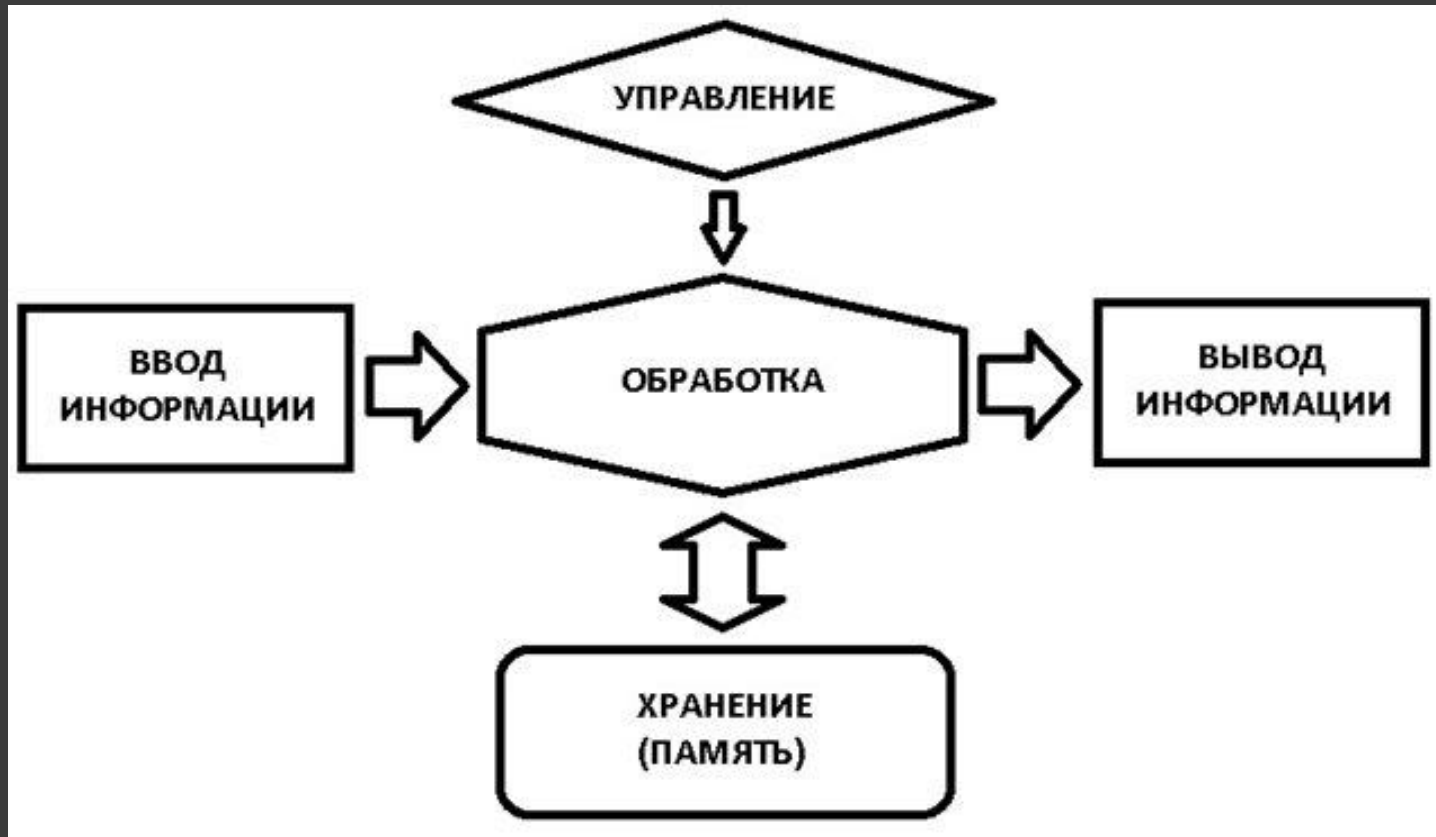 УПРАВЛЕНИЕ
ВВОД
ИНФОРМАЦИИ
ОБРАБОТКА
ВЫВОД
ИНФОРМАЦИИ
ХРАНЕНИЕ
(ПАМЯТЬ)